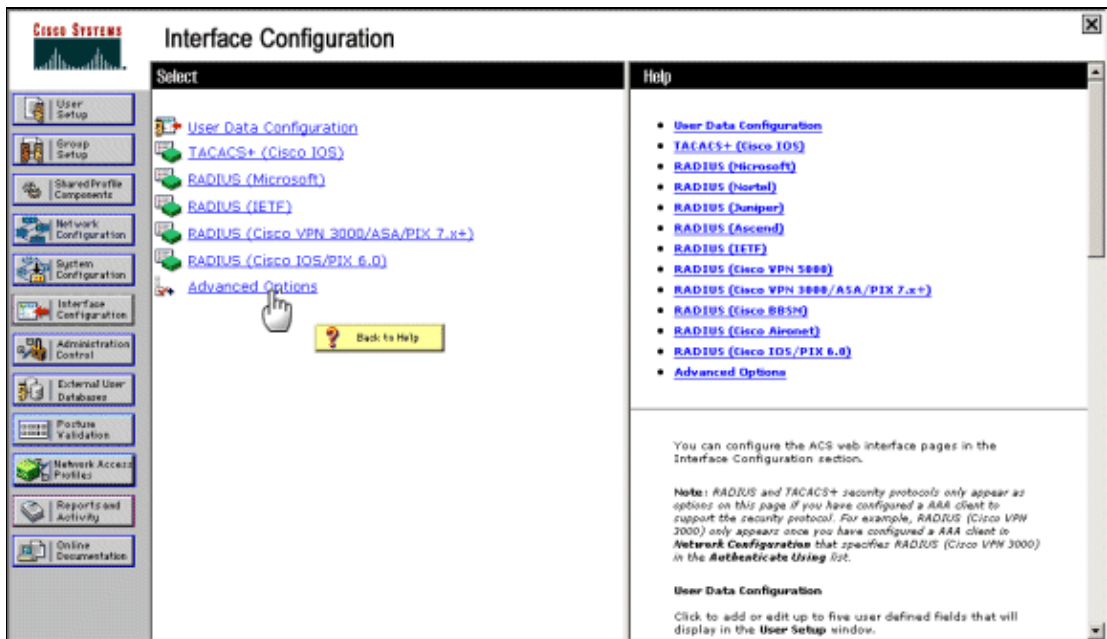 CISCO SYSTEMS
Interface Configuration
User
Setup
Group
Setup
Shared Profile
Components
Network
Configuration
System
Configuration
Interface
Configuration
Administration
Control
External User
Databases
Posture
Validation
Network Access
Profiles
Reports and
Activity
Online
Documentation
Select
User Data Configuration
TACACS+ (Cisco IOS)
RADIUS (Microsoft)
RADIUS (IETF)
RADIUS (Cisco VPN 3000/ASA/PIX 7.x+)
RADIUS (Cisco IOS/PIX 6.0)
Advanced Options
Back to Help
Help
User Data Configuration
TACACS+ (Cisco IOS)
RADIUS (Microsoft)
RADIUS (Nortel)
RADIUS (Juniper)
RADIUS (Ascend)
RADIUS (IETF)
RADIUS (Cisco VPN 5000)
RADIUS (Cisco VPN 3000/ASA/PIX 7.x+)
RADIUS (Cisco BBSM)
RADIUS (Cisco Aironet)
RADIUS (Cisco IOS/PIX 6.0)
Advanced Options
You can configure the ACS web interface pages in the
Interface Configuration section.
Note: RADIUS and TACACS+ security protocols only appear as
options on this page if you have configured a AAA client to
support the security protocol. For example, RADIUS (Cisco VPN
3000) only appears once you have configured a AAA client in
Network Configuration that specifies RADIUS (Cisco VPN 3000)
in the Authenticate Using list.
User Data Configuration
Click to add or edit up to five user defined fields that will
display in the User Setup window.